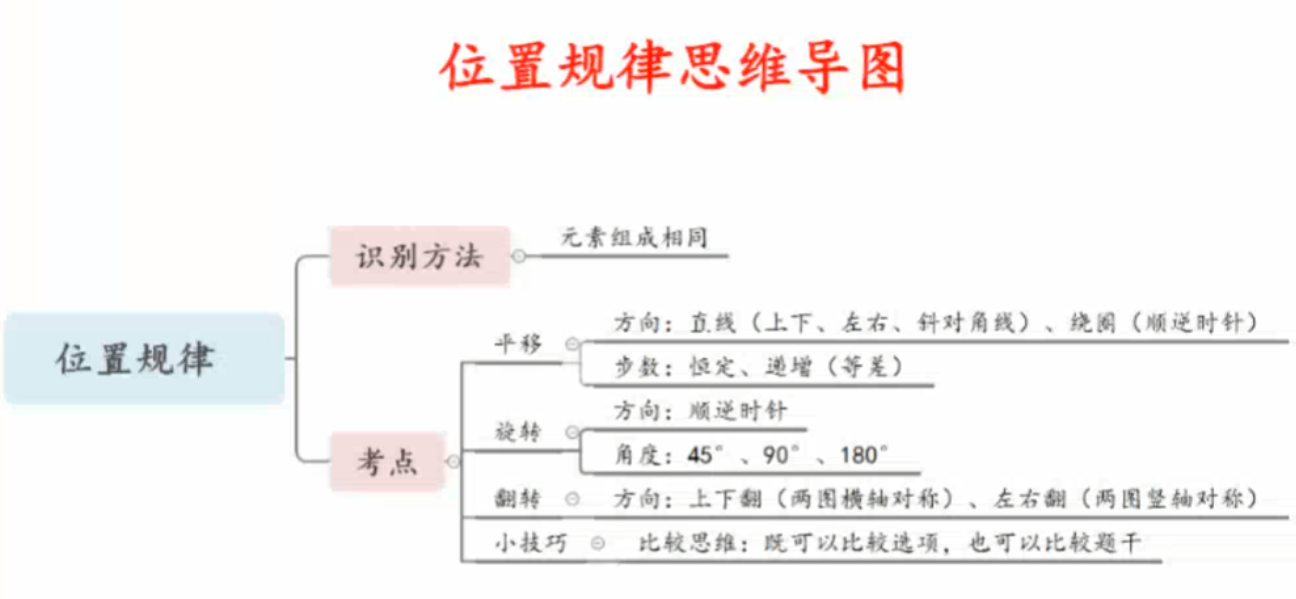 位置规律思维导图
位置规律
识别方法
元素组成相同
考点
平移
方向：直线（上下、左右、斜对角线）、绕圈（顺逆时针）
步数：恒定、递增（等差）
旋转
方向：顺逆时针
角度：45°、90°、180°
翻转
方向：上下翻（两图横轴对称）、左右翻（两图竖轴对称）
小技巧
比较思维：既可以比较选项，也可以比较题干